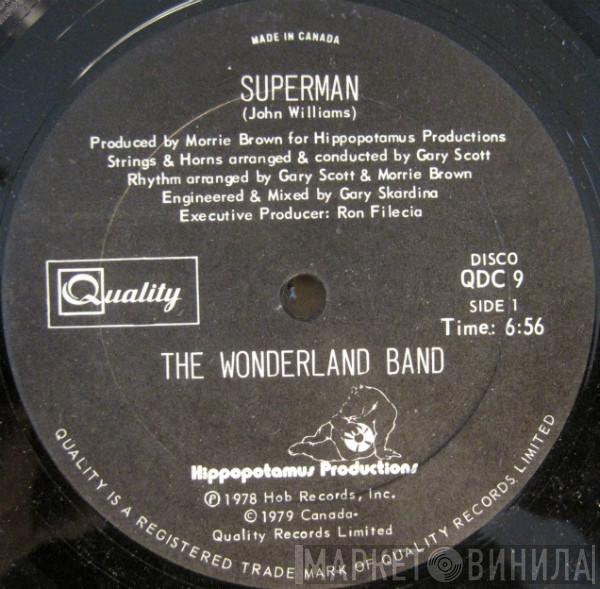 MADE IN CANADA
SUPERMAN
(John Williams)
Produced by Morrie Brown for Hippopotamus Productions
Strings & Horns arranged & conducted by Gary Scott
Rhythm arranged by Gary Scott & Morrie Brown
Engineered & Mixed by Gary Skardina
Executive Producer: Ron Filecia
Quality
DISCO
QDC 9
SIDE 1
Time: 6:56
THE WONDERLAND BAND
Hippopotamus Productions
℗ 1978 Hob Records, Inc.
© 1979 Canada-
Quality Records Limited
QUALITY IS A REGISTERED TRADE MARK OF QUALITY RECORDS LIMITED
МАРКЕТ ВИНИЛА